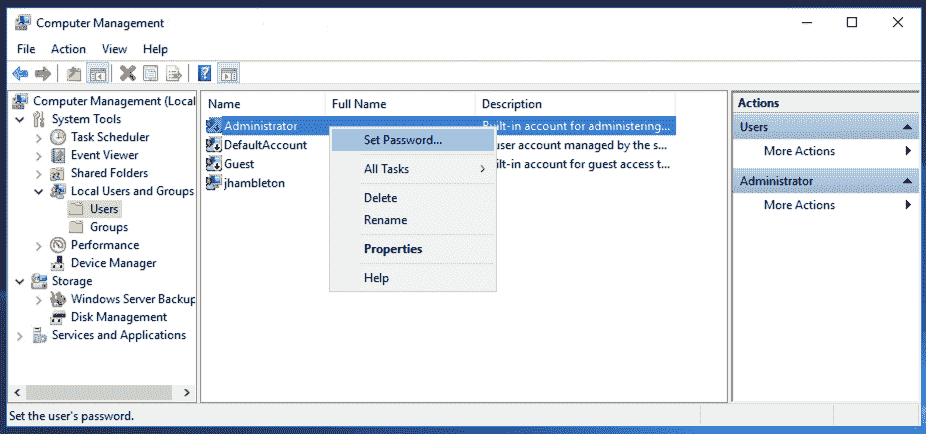 Computer Management
File Action View Help
Computer Management (Local
System Tools
Task Scheduler
Event Viewer
Shared Folders
Local Users and Groups
Users
Groups
Performance
Device Manager
Storage
Windows Server Backup
Disk Management
Services and Applications
Name Full Name Description
Administrator Built-in account for administering...
DefaultAccount user account managed by the s...
Guest Built-in account for guest access t...
jhambleton
Set Password...
All Tasks
Delete
Rename
Properties
Help
Actions
Users
More Actions
Administrator
More Actions
Set the user's password.